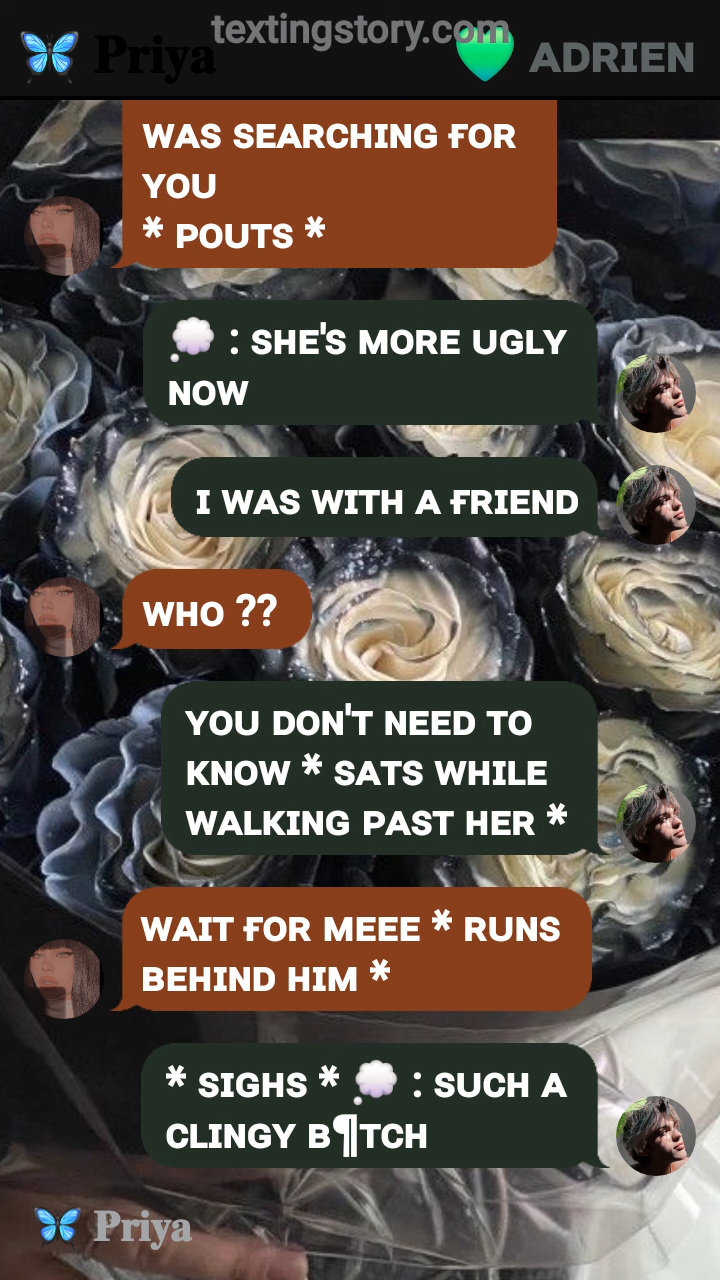 textingstory.com
🦋 Priya
💚 ADRIEN
WAS SEARCHING FOR
YOU
* POUTS *
💭 : SHE'S MORE UGLY
NOW
I WAS WITH A FRIEND
WHO ??
YOU DON'T NEED TO
KNOW * SATS WHILE
WALKING PAST HER *
WAIT FOR MEEE * RUNS
BEHIND HIM *
* SIGHS * 💭 : SUCH A
CLINGY B¶TCH
🦋 Priya